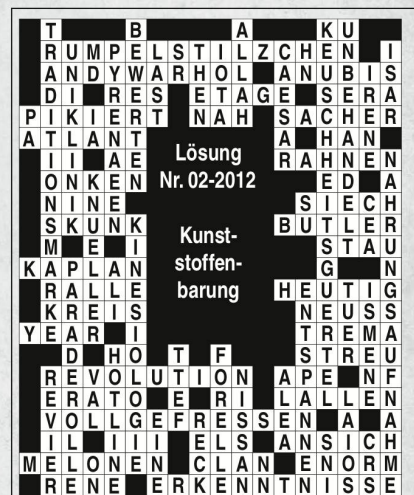 T B A KU
RUMPELSTILZCHEN I
ANDYWARHOL ANUBIS
DI RES ETAGE SERA
PIKIERT NAH SACHER
ATLANT A HAN
II AE RAHNEN
ONKEN ED A
NINE SIECH
SKUNK BUTLER
M E I STAU
KAPLAN G N
RALLE HEUTIG
KREIS NEUSS
YEAR I TREMA
D HO T F STREU
REVOLUTION APE NF
ERATO E RI LALLEN
VOLLGEFRESSEN A A
IL III ELS ANSICH
MELONEN CLAN ENORM
RENE ERKENNTNISSE
Lösung
Nr. 02-2012
Kunst-
stoffen-
barung